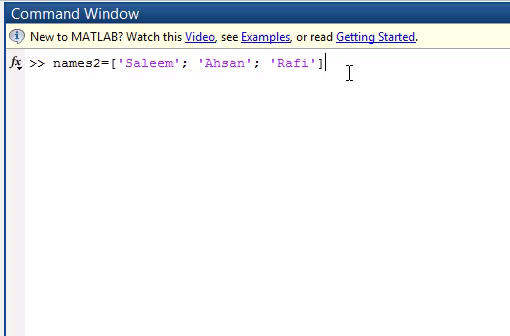 Command Window
New to MATLAB? Watch this Video, see Examples, or read Getting Started.
fx >> names2=['Saleem'; 'Ahsan'; 'Rafi']